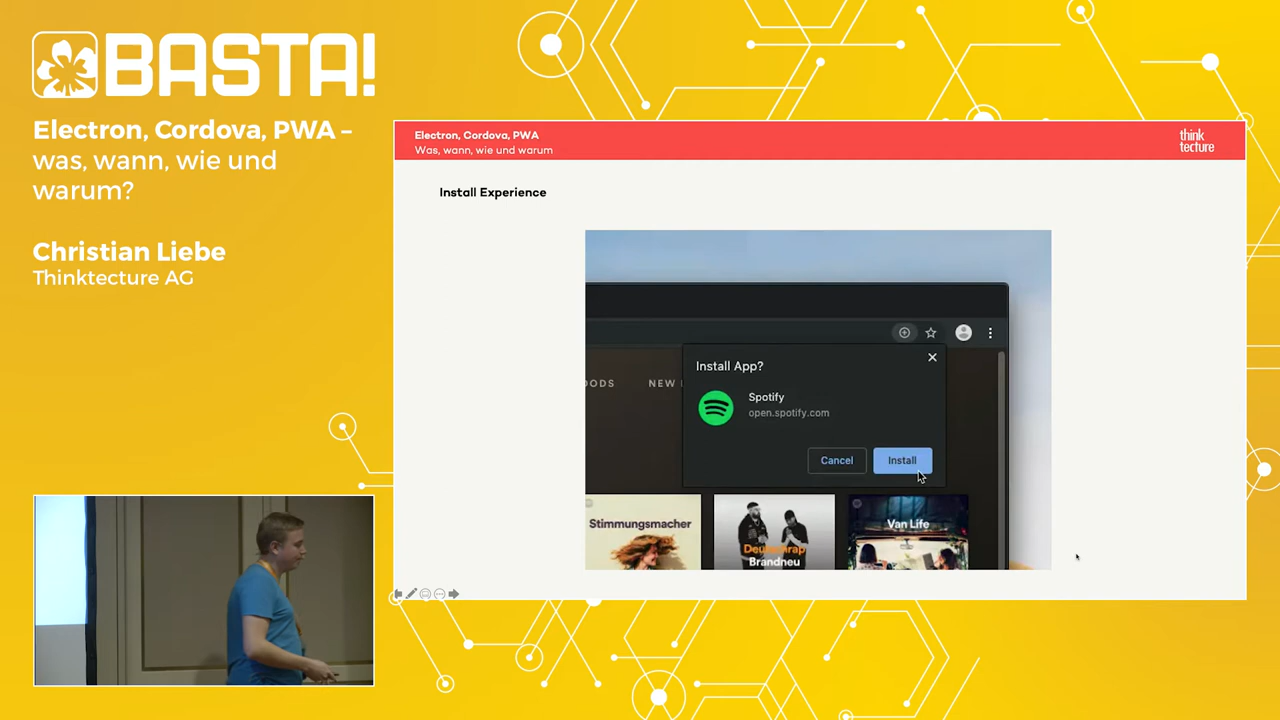 BASTA!
Electron, Cordova, PWA –
was, wann, wie und
warum?
Christian Liebe
Thinktecture AG
Electron, Cordova, PWA
Was, wann, wie und warum
think
tecture
Install Experience
OODS
NEW
Install App?
Spotify
open.spotify.com
Cancel
Install
Stimmungsmacher
Deutschrap
Brandneu
Van Life